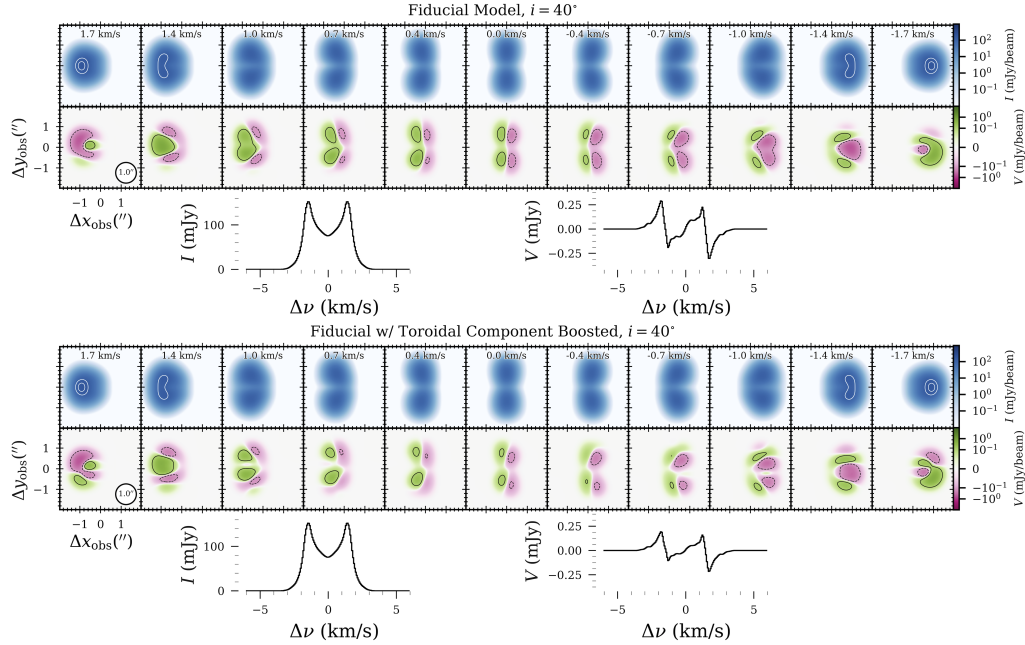 Fiducial Model, i = 40°
1.7 km/s 1.4 km/s 1.0 km/s 0.7 km/s 0.4 km/s 0.0 km/s -0.4 km/s -0.7 km/s -1.0 km/s -1.4 km/s -1.7 km/s
10² 10¹ 10⁰ 10⁻¹
I (mJy/beam)
Δy_obs('')
1 0 −1
1.0''
10⁰ 10⁻¹ 0 −10⁻¹ −10⁰
V (mJy/beam)
−1 0 1
Δx_obs('')
I (mJy)
100
0
−5 0 5
Δν (km/s)
V (mJy)
0.25
0.00
−0.25
−5 0 5
Δν (km/s)
Fiducial w/ Toroidal Component Boosted, i = 40°
1.7 km/s 1.4 km/s 1.0 km/s 0.7 km/s 0.4 km/s 0.0 km/s -0.4 km/s -0.7 km/s -1.0 km/s -1.4 km/s -1.7 km/s
10² 10¹ 10⁰ 10⁻¹
I (mJy/beam)
Δy_obs('')
1 0 −1
1.0''
10⁰ 10⁻¹ 0 −10⁻¹ −10⁰
V (mJy/beam)
−1 0 1
Δx_obs('')
I (mJy)
100
0
−5 0 5
Δν (km/s)
V (mJy)
0.25
0.00
−0.25
−5 0 5
Δν (km/s)